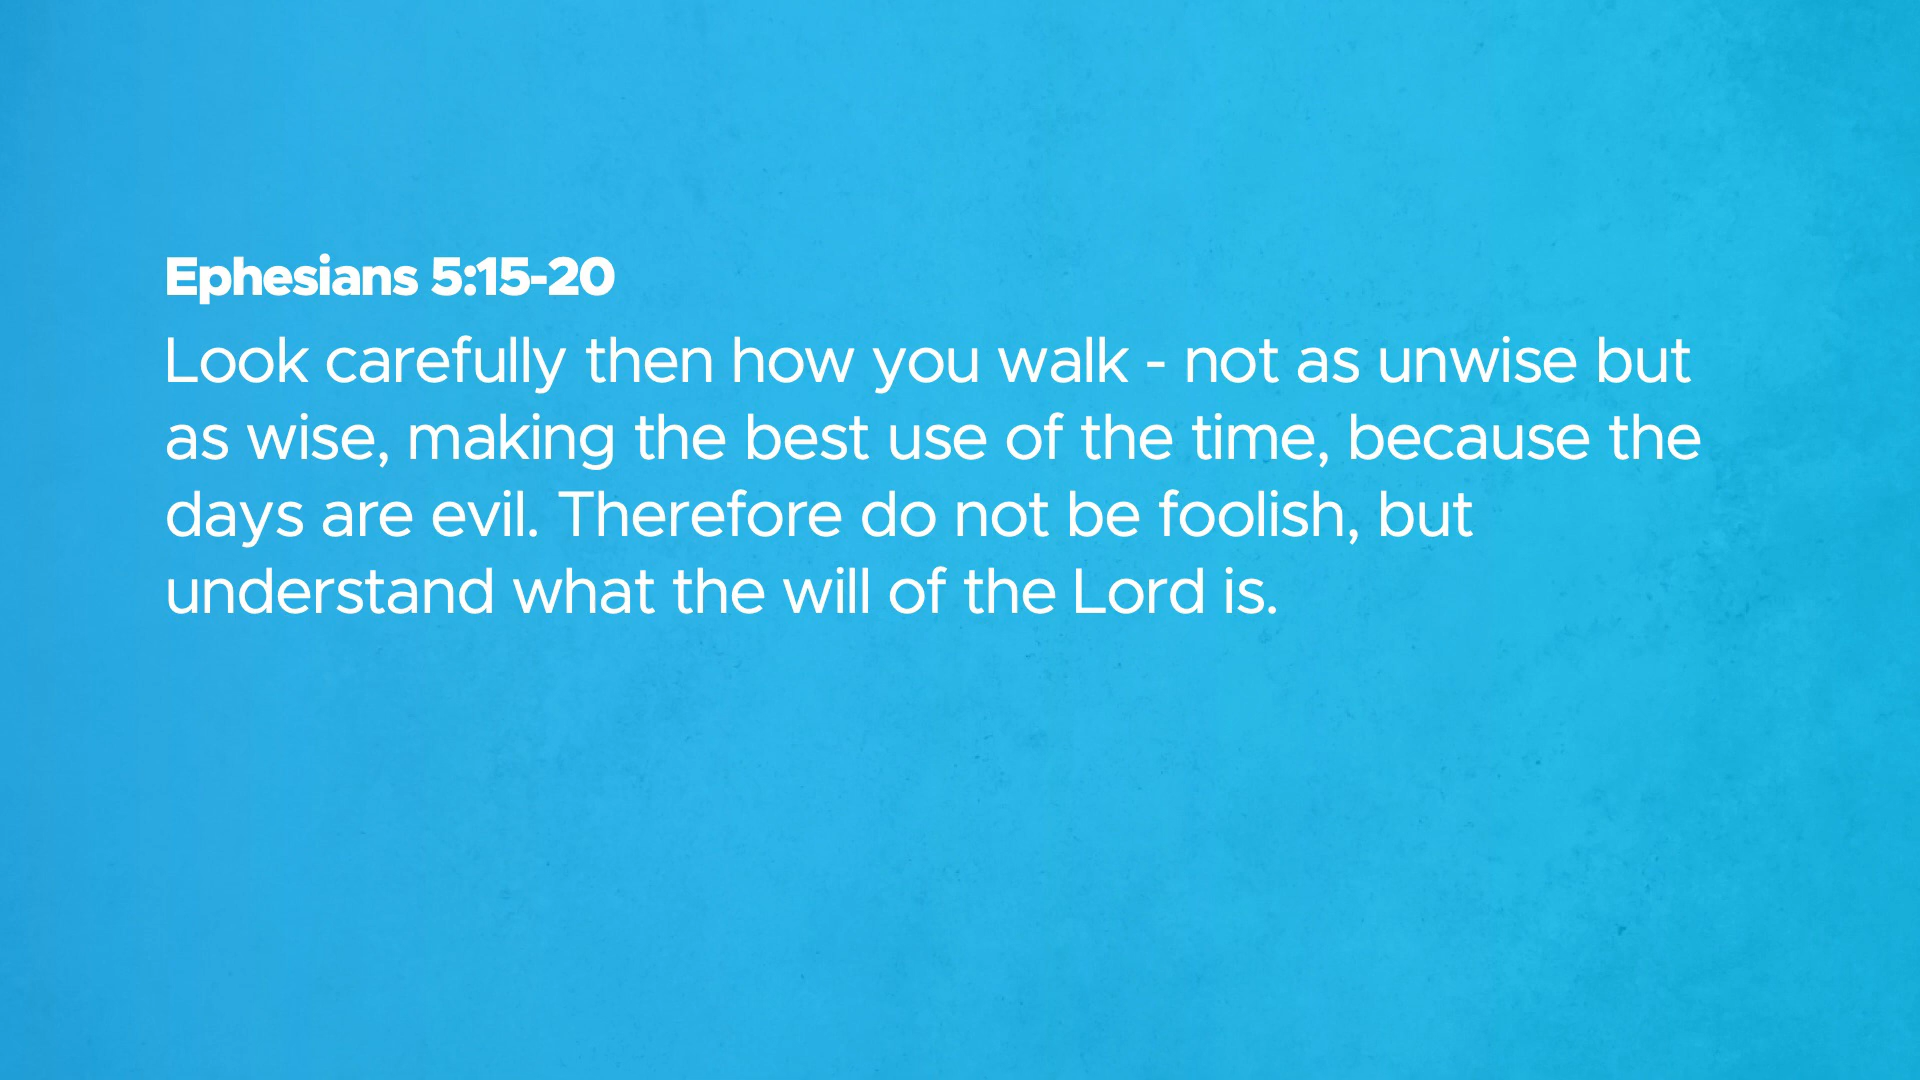 Ephesians 5:15-20
Look carefully then how you walk - not as unwise but
as wise, making the best use of the time, because the
days are evil. Therefore do not be foolish, but
understand what the will of the Lord is.